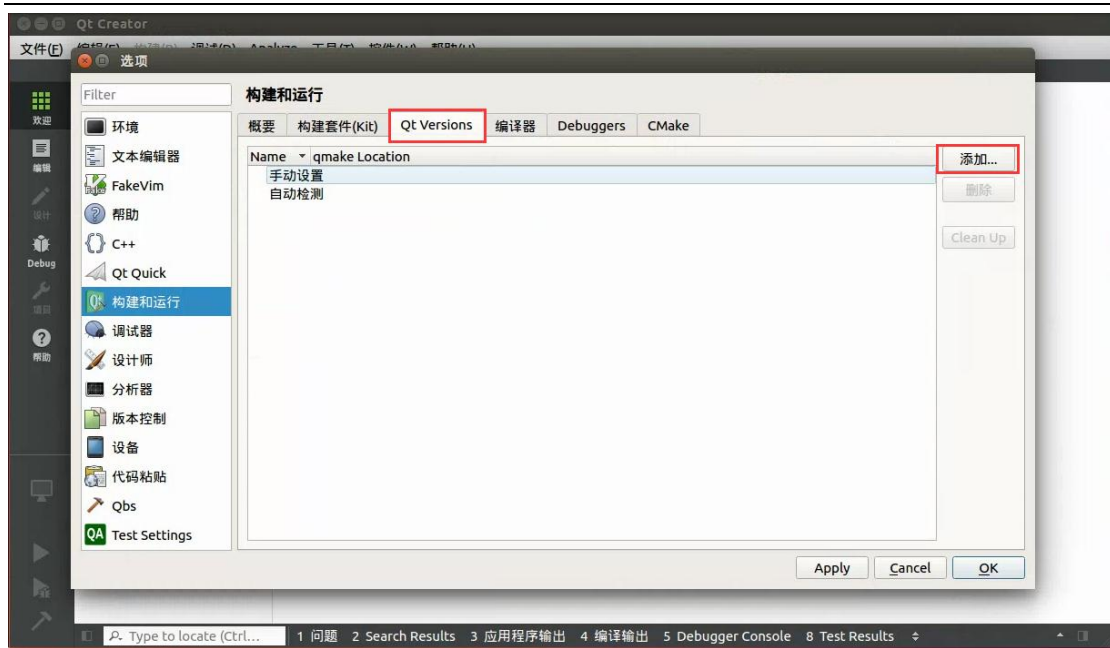 Qt Creator
文件(F)
选项
Filter
构建和运行
概要 构建套件(Kit) Qt Versions 编译器 Debuggers CMake
欢迎
编辑
设计
Debug
项目
帮助
环境
文本编辑器
FakeVim
帮助
C++
Qt Quick
构建和运行
调试器
设计师
分析器
版本控制
设备
代码粘贴
Qbs
QA Test Settings
Name qmake Location
手动设置
自动检测
添加...
删除
Clean Up
Apply Cancel OK
Type to locate (Ctrl... 1 问题 2 Search Results 3 应用程序输出 4 编译输出 5 Debugger Console 8 Test Results